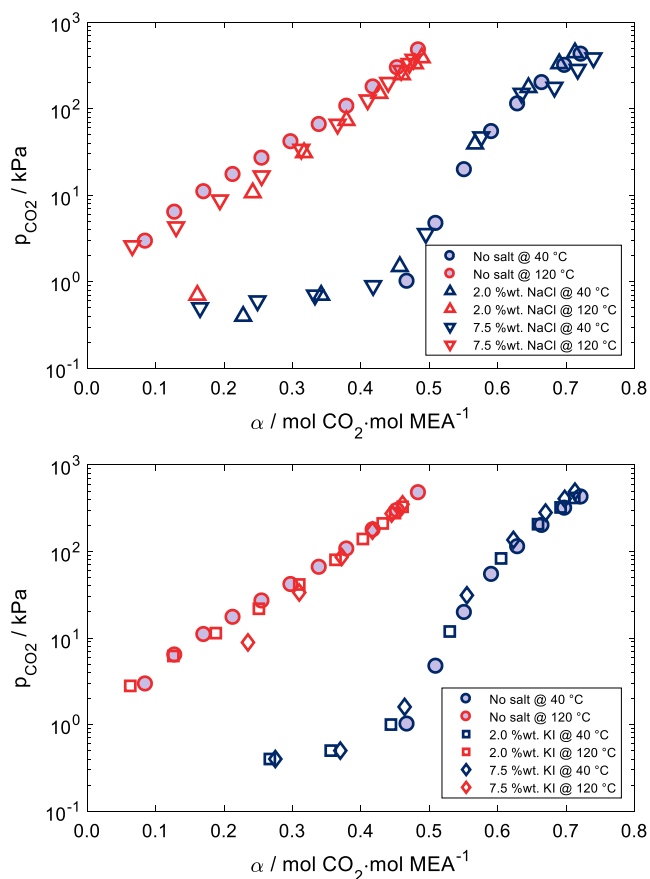 10^3
10^2
10^1
10^0
10^-1
p_CO2 / kPa
No salt @ 40 °C
No salt @ 120 °C
2.0 %wt. NaCl @ 40 °C
2.0 %wt. NaCl @ 120 °C
7.5 %wt. NaCl @ 40 °C
7.5 %wt. NaCl @ 120 °C
0.0 0.1 0.2 0.3 0.4 0.5 0.6 0.7 0.8
α / mol CO_2·mol MEA^-1
10^3
10^2
10^1
10^0
10^-1
p_CO2 / kPa
No salt @ 40 °C
No salt @ 120 °C
2.0 %wt. KI @ 40 °C
2.0 %wt. KI @ 120 °C
7.5 %wt. KI @ 40 °C
7.5 %wt. KI @ 120 °C
0.0 0.1 0.2 0.3 0.4 0.5 0.6 0.7 0.8
α / mol CO_2·mol MEA^-1